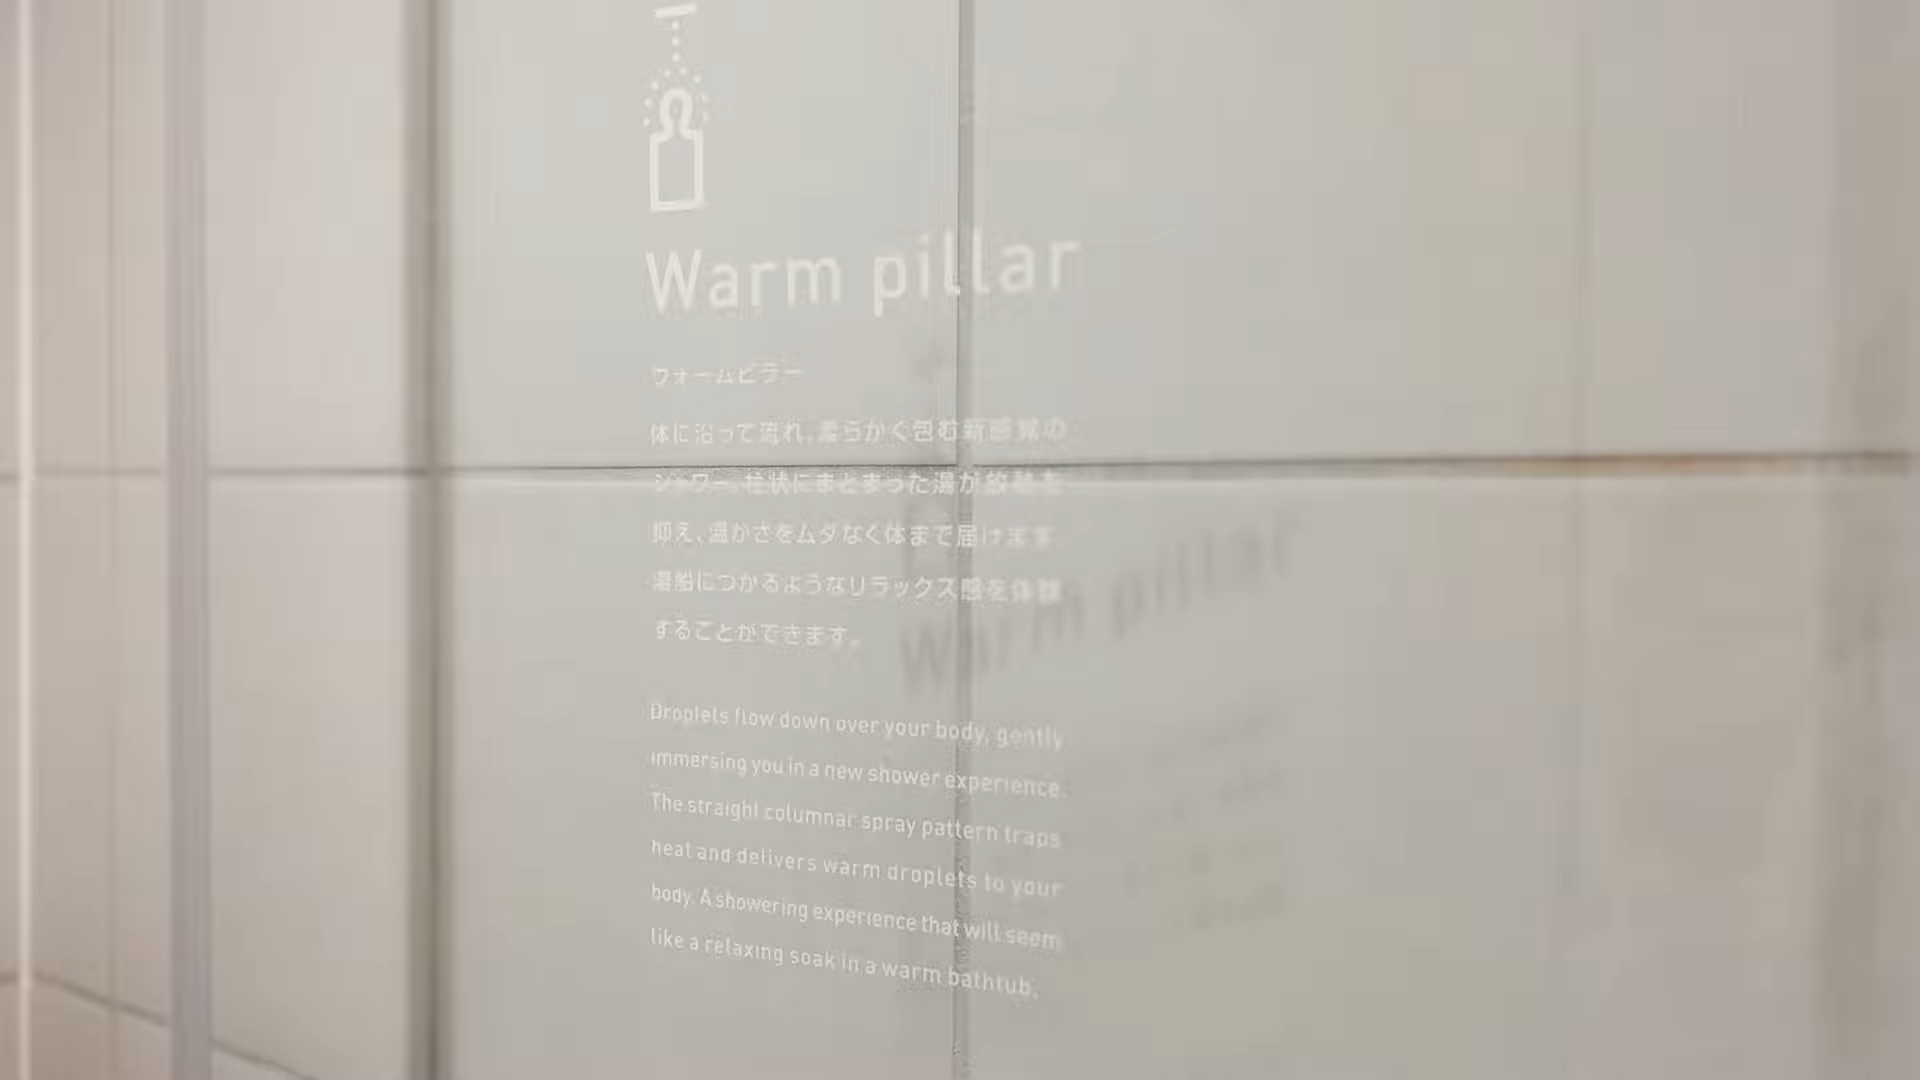 Warm pillar
ウォームピラー
体に沿って流れ、柔らかく包む新感覚の
シャワー。柱状にまとまった湯が放熱を
抑え、温かさをムダなく体まで届けます。
湯船につかるようなリラックス感を体験
することができます。
Droplets flow down over your body, gently
immersing you in a new shower experience.
The straight columnar spray pattern traps
heat and delivers warm droplets to your
body. A showering experience that will seem
like a relaxing soak in a warm bathtub.